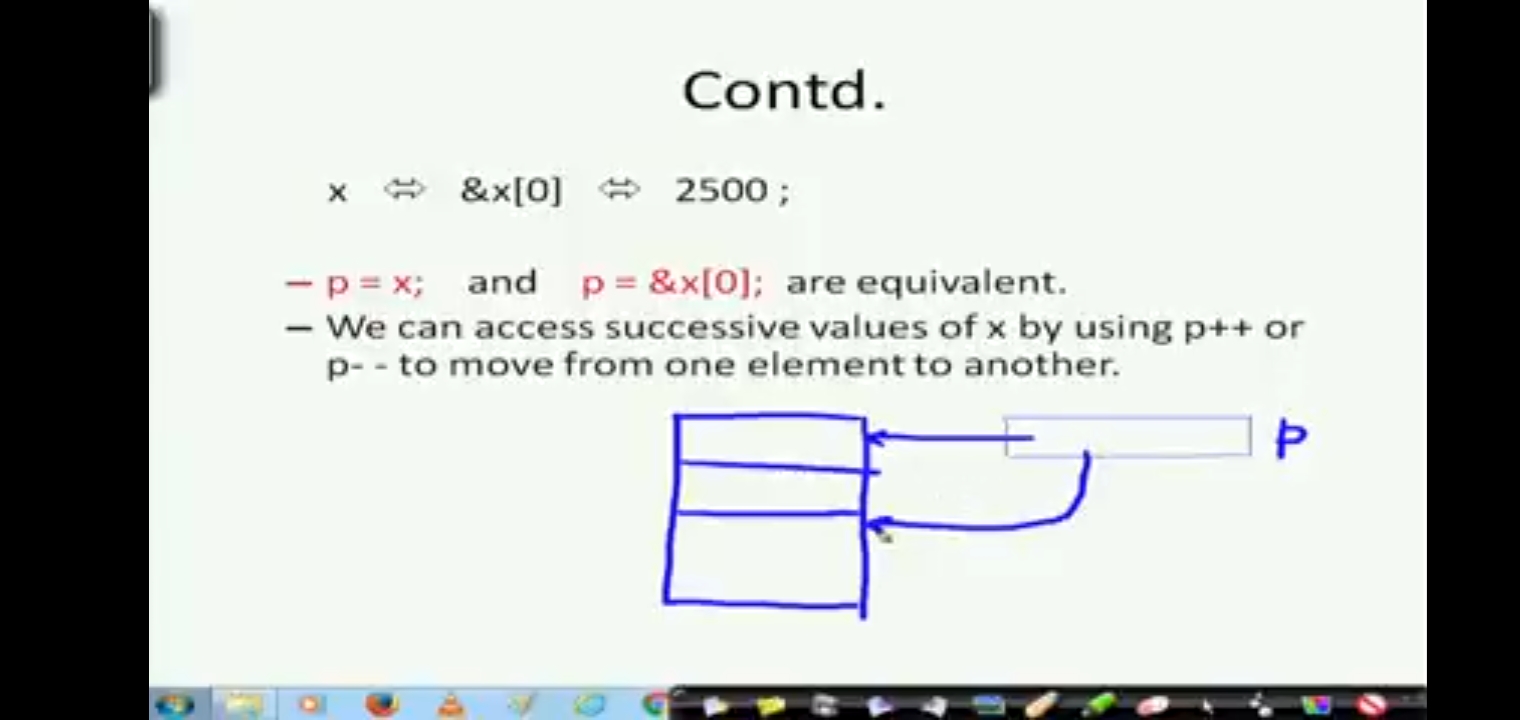 Contd.
x ⇔ &x[0] ⇔ 2500 ;
– p = x; and p = &x[0]; are equivalent.
– We can access successive values of x by using p++ or
p- - to move from one element to another.
p